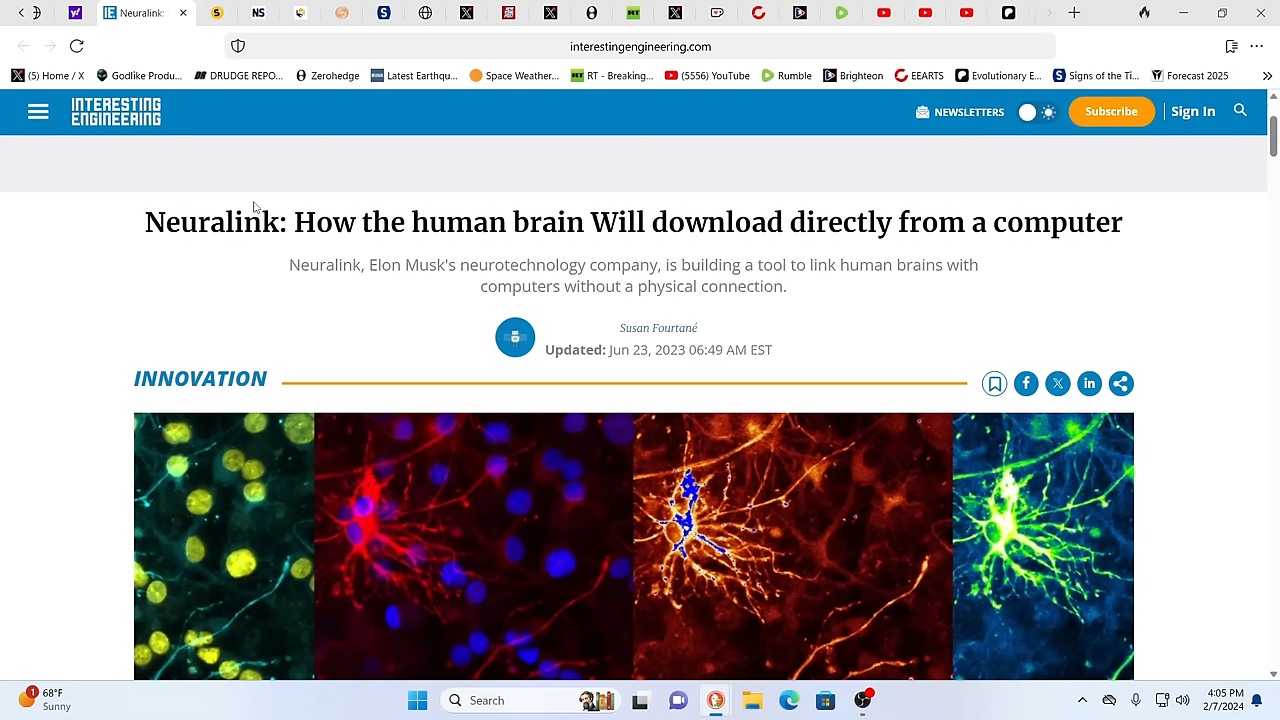 Neuralink:
interestingengineering.com
(5) Home / X
Godlike Produ...
DRUDGE REPO...
Zerohedge
Latest Earthqu...
Space Weather...
RT - Breaking...
(5556) YouTube
Rumble
Brighteon
EEARTS
Evolutionary E...
Signs of the Ti...
Forecast 2025
INTERESTING
ENGINEERING
NEWSLETTERS
Subscribe
Sign In
Neuralink: How the human brain Will download directly from a computer
Neuralink, Elon Musk's neurotechnology company, is building a tool to link human brains with
computers without a physical connection.
Susan Fourtané
Updated: Jun 23, 2023 06:49 AM EST
INNOVATION
1
68°F
Sunny
Search
4:05 PM
2/7/2024